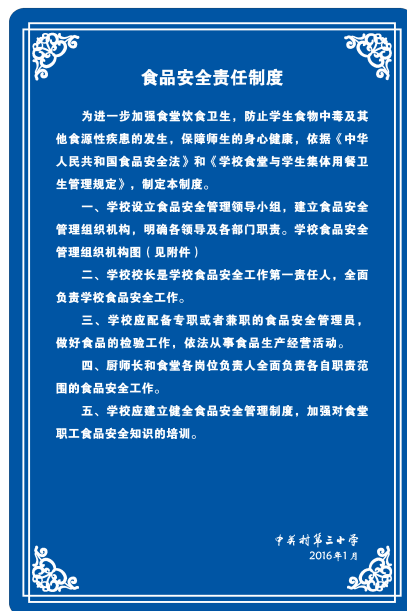 食品安全责任制度
为进一步加强食堂饮食卫生，防止学生食物中毒及其
他食源性疾患的发生，保障师生的身心健康，依据《中华
人民共和国食品安全法》和《学校食堂与学生集体用餐卫
生管理规定》，制定本制度。
一、学校设立食品安全管理领导小组，建立食品安全
管理组织机构，明确各领导及各部门职责。学校食品安全
管理组织机构图（见附件）
二、学校校长是学校食品安全工作第一责任人，全面
负责学校食品安全工作。
三、学校应配备专职或者兼职的食品安全管理员，
做好食品的检验工作，依法从事食品生产经营活动。
四、厨师长和食堂各岗位负责人全面负责各自职责范
围的食品安全工作。
五、学校应建立健全食品安全管理制度，加强对食堂
职工食品安全知识的培训。
中关村第三小学
2016年1月